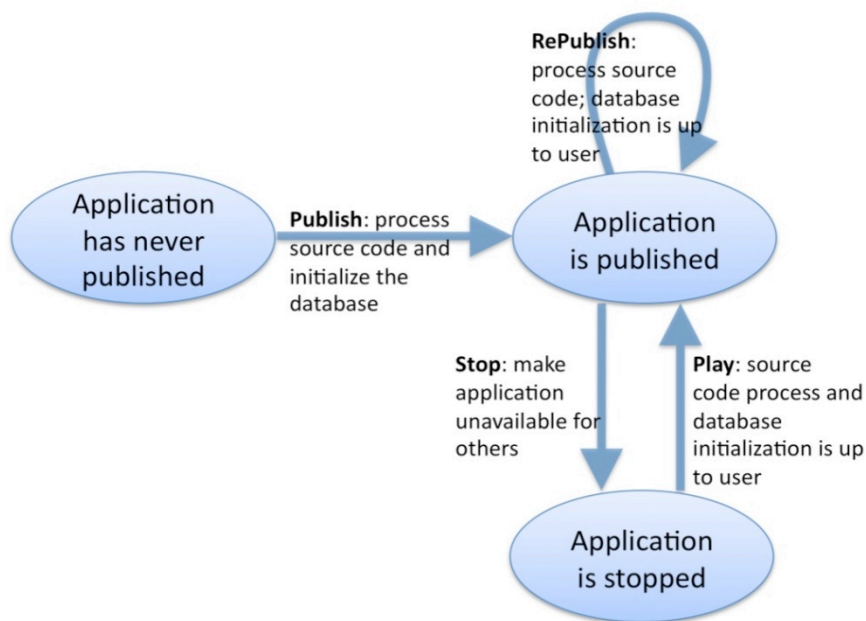 RePublish:
process source
code; database
initialization is up
to user
Application
has never
published
Publish: process
source code and
initialize the
database
Application
is published
Stop: make
application
unavailable for
others
Play: source
code process and
database
initialization is up
to user
Application
is stopped